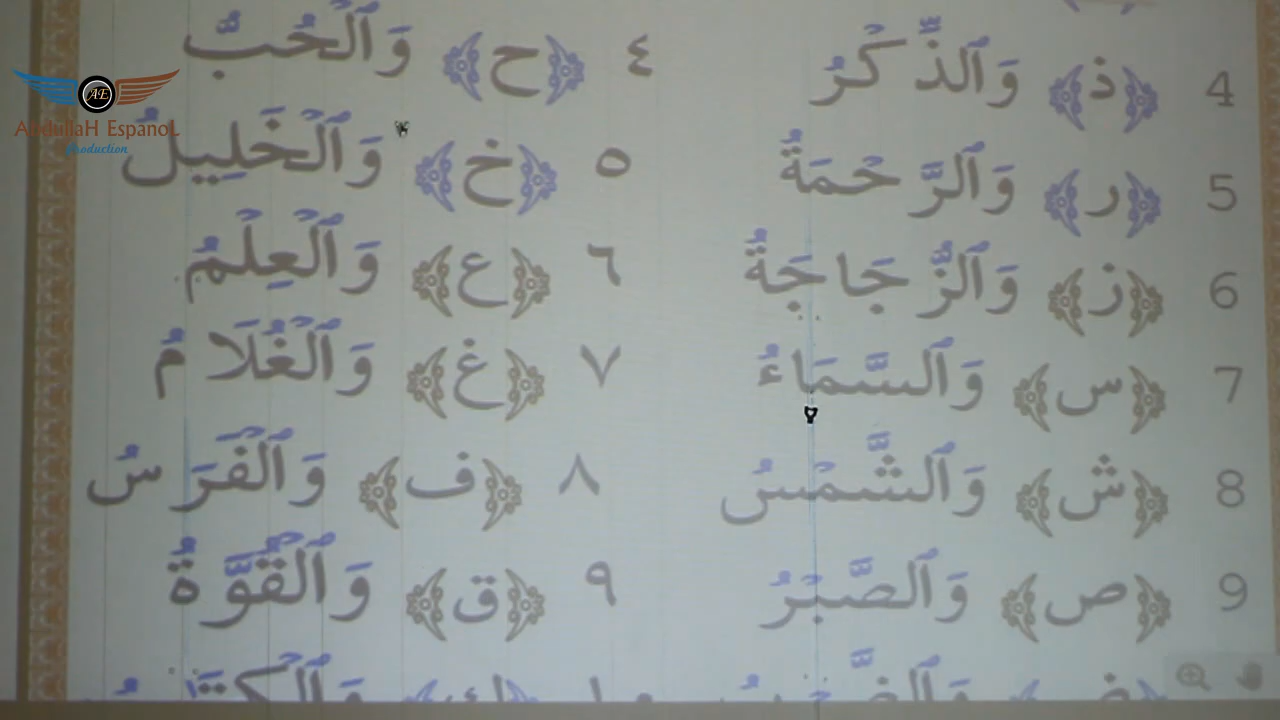 4 ﴿ذ﴾ وَٱلذِّكْرُ
5 ﴿ر﴾ وَٱلرَّحْمَةُ
6 ﴿ز﴾ وَٱلزُّجَاجَةُ
7 ﴿س﴾ وَٱلسَّمَاءُ
8 ﴿ش﴾ وَٱلشَّمْسُ
9 ﴿ص﴾ وَٱلصَّبْرُ
٤ ﴿ح﴾ وَٱلْحُبُّ
٥ ﴿خ﴾ وَٱلْخَلِيلُ
٦ ﴿ع﴾ وَٱلْعِلْمُ
٧ ﴿غ﴾ وَٱلْغُلَامُ
٨ ﴿ف﴾ وَٱلْفَرَسُ
٩ ﴿ق﴾ وَٱلْقُوَّةُ
AE
AbdullaH EspanoL
Production